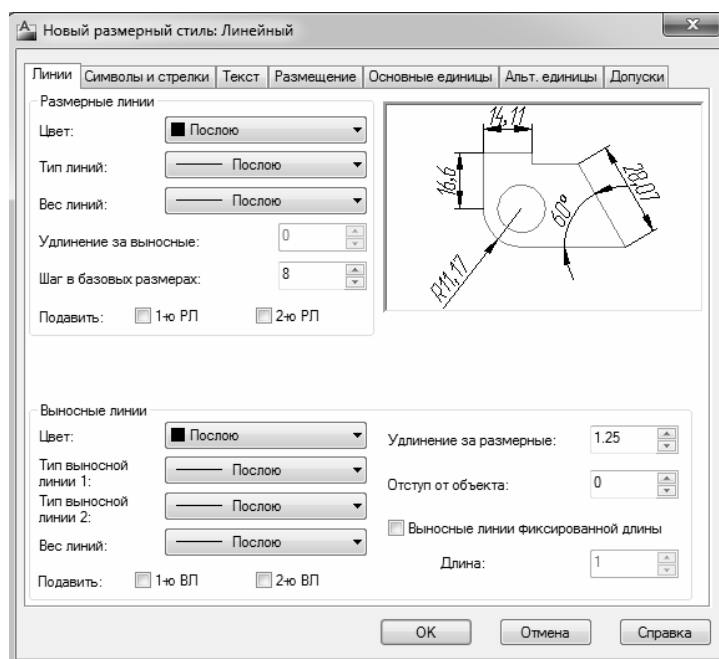 Новый размерный стиль: Линейный
Линии Символы и стрелки Текст Размещение Основные единицы Альт. единицы Допуски
Размерные линии
Цвет: Послою
Тип линий: Послою
Вес линий: Послою
Удлинение за выносные: 0
Шаг в базовых размерах: 8
Подавить: 1-ю РЛ 2-ю РЛ
14,11
16,6
28,07
60°
R11,17
Выносные линии
Цвет: Послою
Тип выносной
линии 1: Послою
Тип выносной
линии 2: Послою
Вес линий: Послою
Подавить: 1-ю ВЛ 2-ю ВЛ
Удлинение за размерные: 1.25
Отступ от объекта: 0
Выносные линии фиксированной длины
Длина: 1
OK Отмена Справка